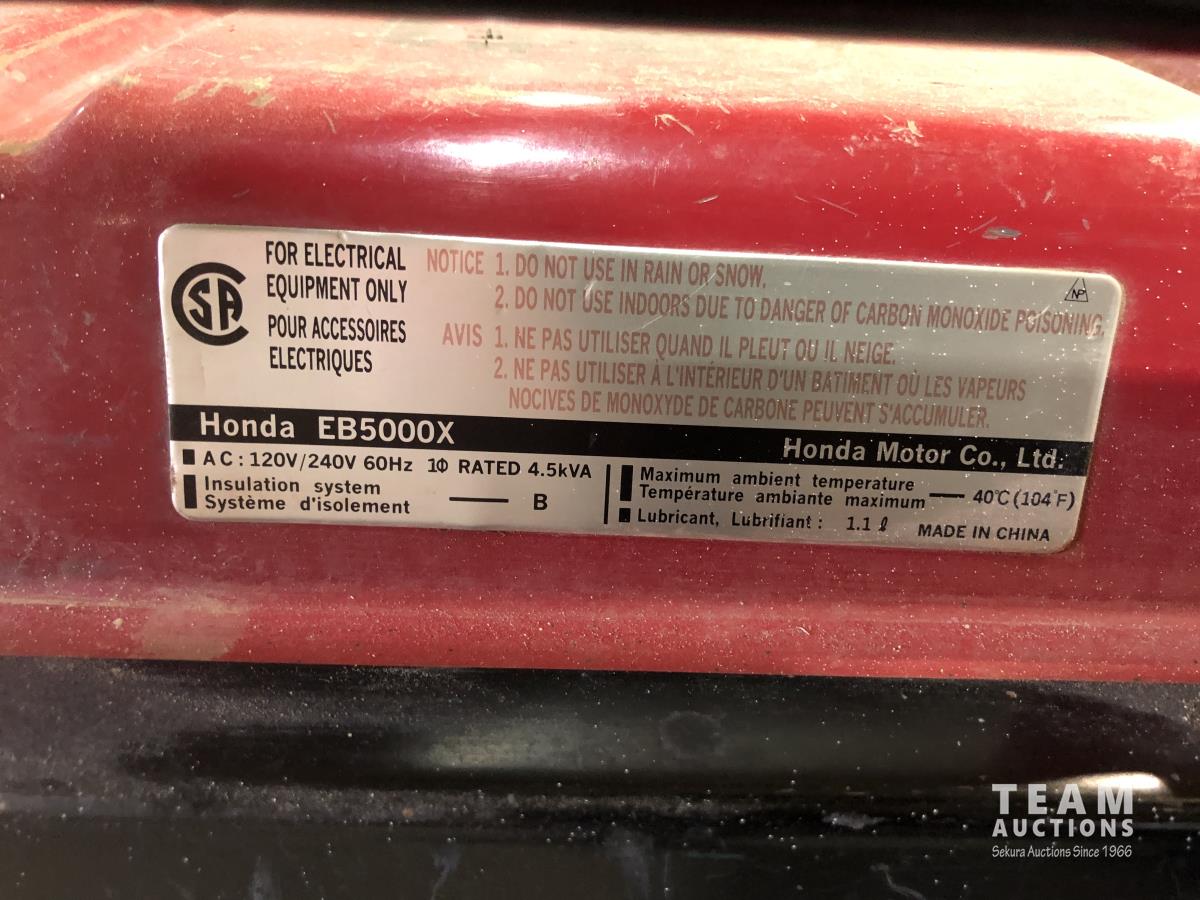 CSA
FOR ELECTRICAL
EQUIPMENT ONLY
POUR ACCESSOIRES
ELECTRIQUES
NOTICE 1. DO NOT USE IN RAIN OR SNOW.
2. DO NOT USE INDOORS DUE TO DANGER OF CARBON MONOXIDE POISONING.
AVIS 1. NE PAS UTILISER QUAND IL PLEUT OU IL NEIGE.
2. NE PAS UTILISER À L'INTÉRIEUR D'UN BATIMENT OÙ LES VAPEURS
NOCIVES DE MONOXYDE DE CARBONE PEUVENT S'ACCUMULER.
NP
Honda EB5000X
Honda Motor Co., Ltd.
AC: 120V/240V 60Hz 1Φ RATED 4.5kVA
Insulation system
Système d'isolement — B
Maximum ambient temperature
Température ambiante maximum — 40°C (104°F)
Lubricant, Lubrifiant : 1.1 ℓ
MADE IN CHINA
TEAM
AUCTIONS
Sekura Auctions Since 1966